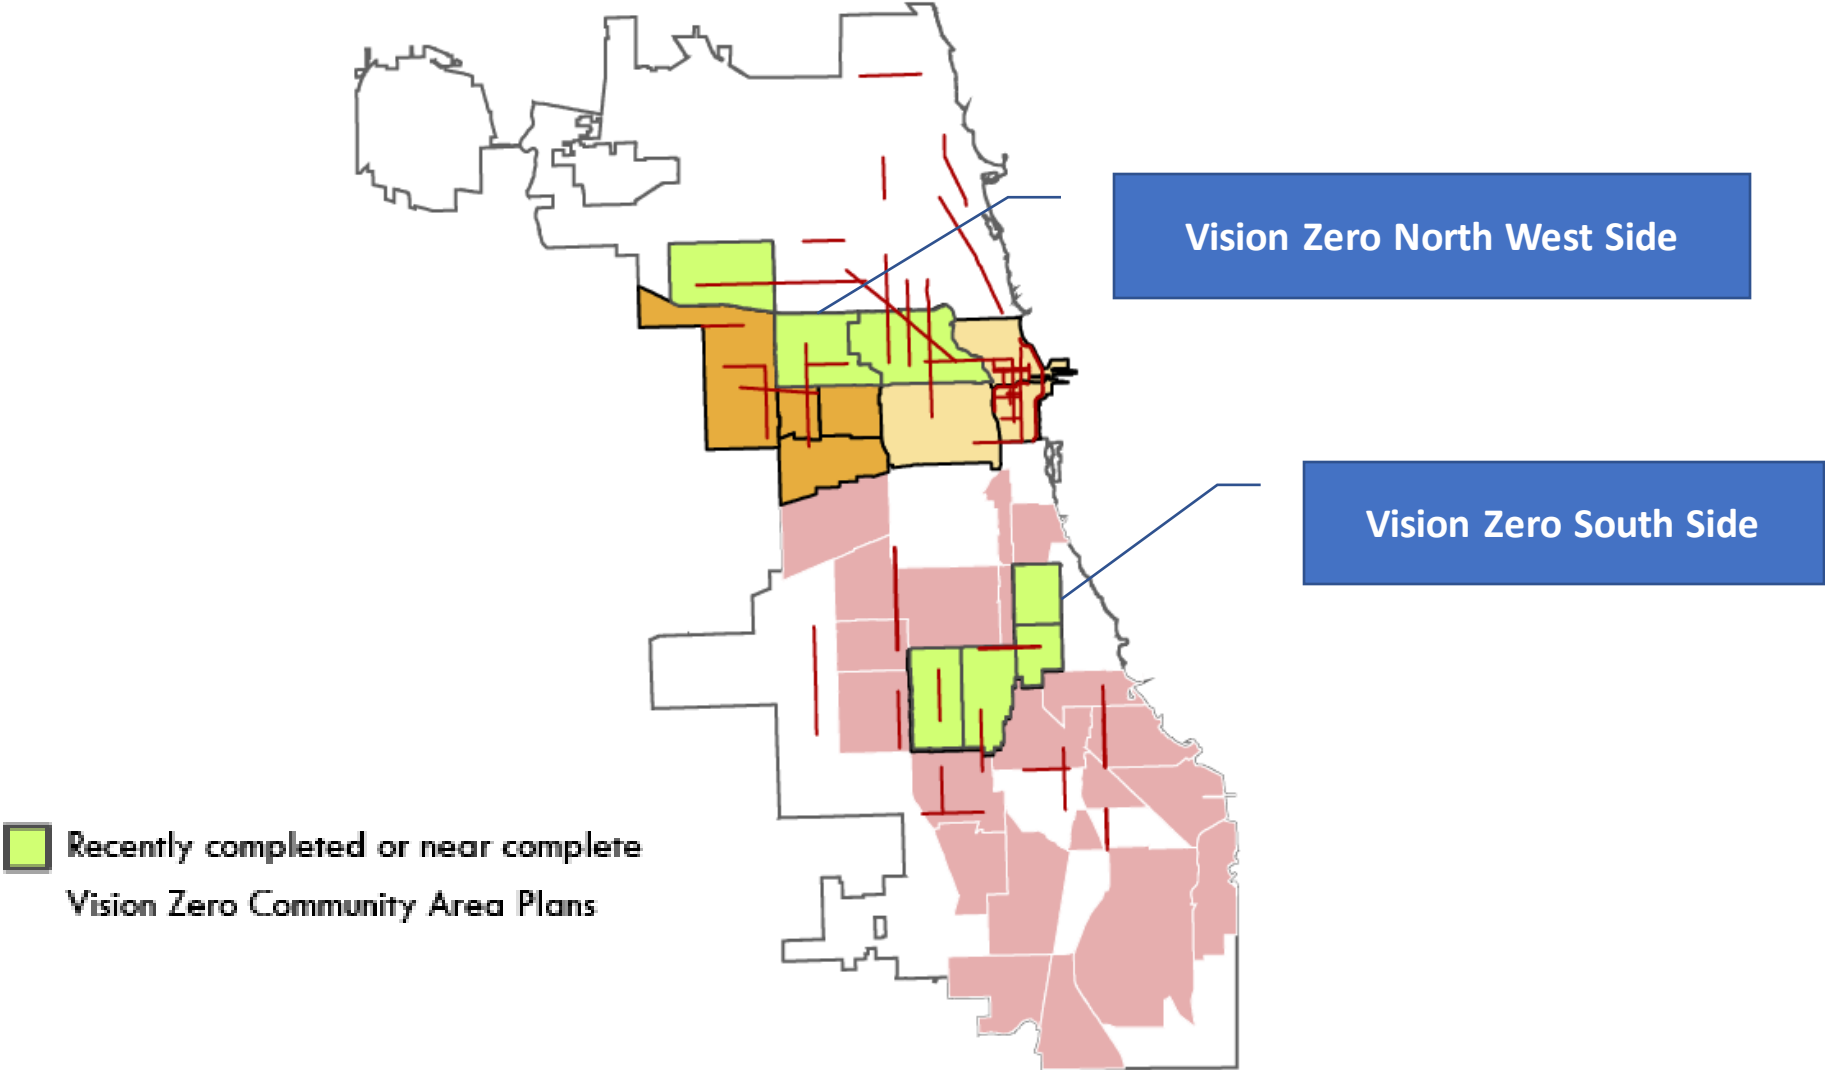 Vision Zero North West Side
Vision Zero South Side
Recently completed or near complete
Vision Zero Community Area Plans